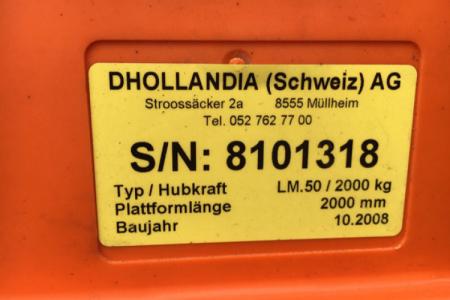 DHOLLANDIA (Schweiz) AG
Stroossäcker 2a 8555 Müllheim
Tel. 052 762 77 00
S/N: 8101318
Typ / Hubkraft LM.50 / 2000 kg
Plattformlänge 2000 mm
Baujahr 10.2008